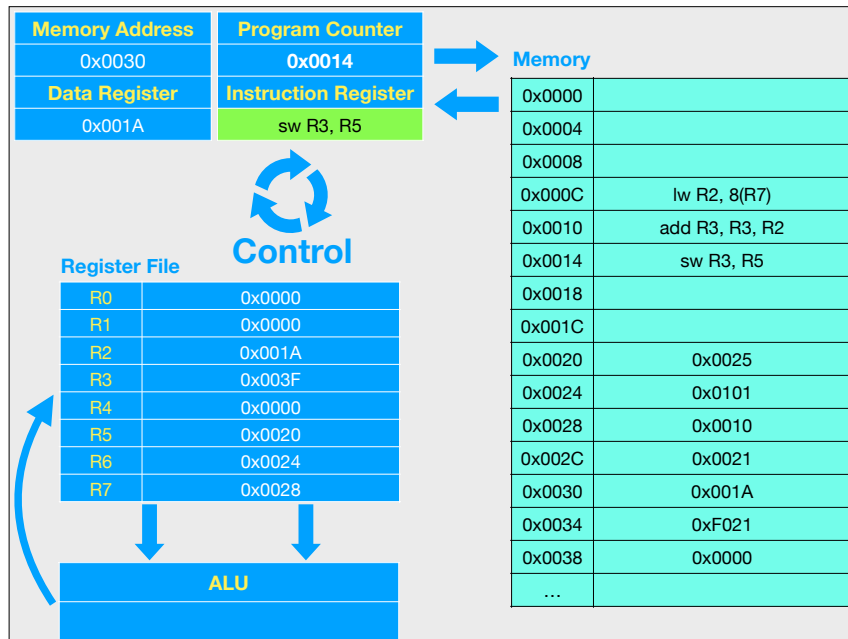 Memory Address Program Counter
0x0030 0x0014
Data Register Instruction Register
0x001A sw R3, R5
Control
Register File
R0 0x0000
R1 0x0000
R2 0x001A
R3 0x003F
R4 0x0000
R5 0x0020
R6 0x0024
R7 0x0028
ALU
Memory
0x0000
0x0004
0x0008
0x000C lw R2, 8(R7)
0x0010 add R3, R3, R2
0x0014 sw R3, R5
0x0018
0x001C
0x0020 0x0025
0x0024 0x0101
0x0028 0x0010
0x002C 0x0021
0x0030 0x001A
0x0034 0xF021
0x0038 0x0000
…